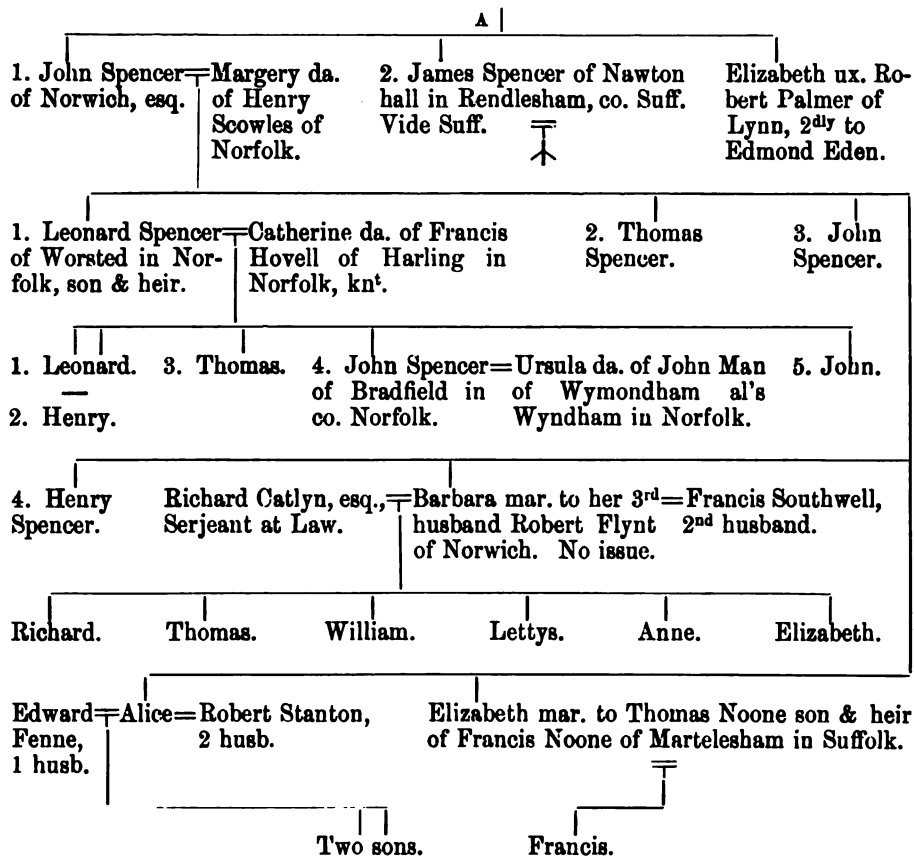 A
1. John Spencer=Margery da. 2. James Spencer of Nawton Elizabeth ux. Ro-
of Norwich, esq. of Henry hall in Rendlesham, co. Suff. bert Palmer of
Scowles of Vide Suff. Lynn, 2dly to
Norfolk. Edmond Eden.
1. Leonard Spencer=Catherine da. of Francis 2. Thomas 3. John
of Worsted in Nor- Hovell of Harling in Spencer. Spencer.
folk, son & heir. Norfolk, knt.
1. Leonard. 3. Thomas. 4. John Spencer=Ursula da. of John Man 5. John.
— of Bradfield in of Wymondham al's
2. Henry. co. Norfolk. Wyndham in Norfolk.
4. Henry Richard Catlyn, esq.,=Barbara mar. to her 3rd=Francis Southwell,
Spencer. Serjeant at Law. husband Robert Flynt 2nd husband.
of Norwich. No issue.
Richard. Thomas. William. Lettys. Anne. Elizabeth.
Edward=Alice=Robert Stanton, Elizabeth mar. to Thomas Noone son & heir
Fenne, 2 husb. of Francis Noone of Martelesham in Suffolk.
1 husb.
Two sons. Francis.